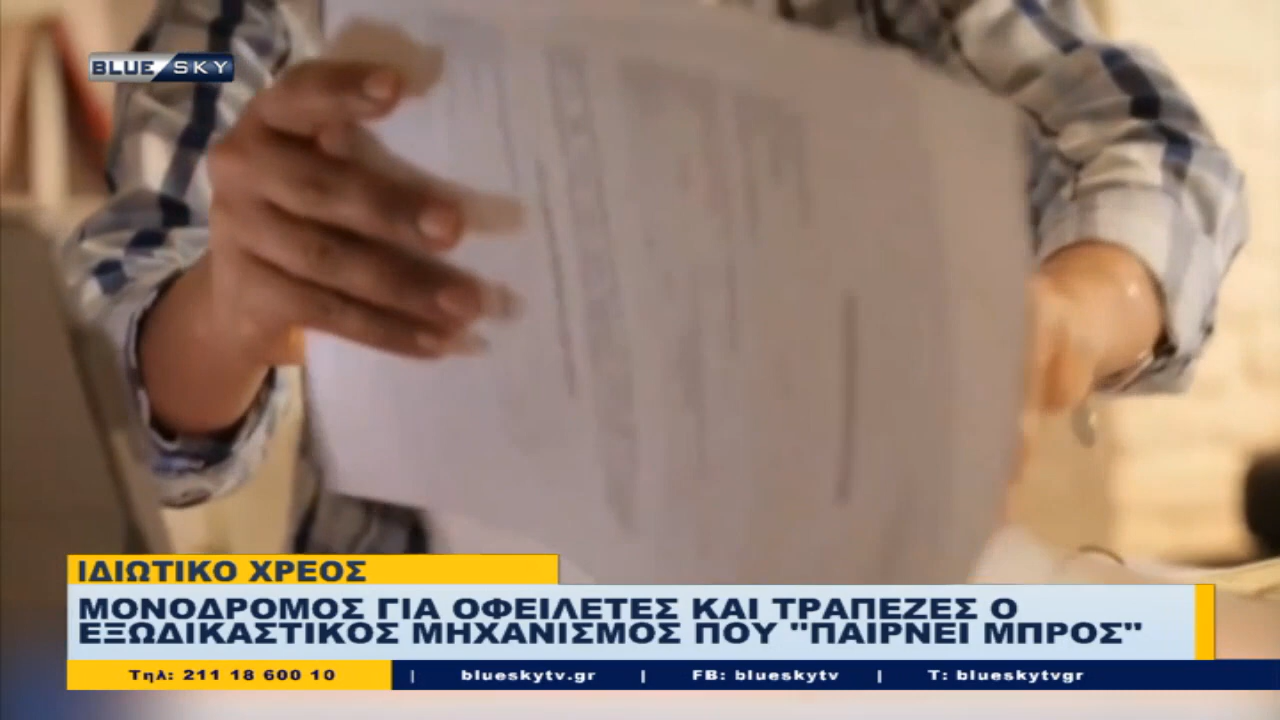 BLUE SKY
ΙΔΙΩΤΙΚΟ ΧΡΕΟΣ
ΜΟΝΟΔΡΟΜΟΣ ΓΙΑ ΟΦΕΙΛΕΤΕΣ ΚΑΙ ΤΡΑΠΕΖΕΣ Ο
ΕΞΩΔΙΚΑΣΤΙΚΟΣ ΜΗΧΑΝΙΣΜΟΣ ΠΟΥ "ΠΑΙΡΝΕΙ ΜΠΡΟΣ"
Τηλ: 211 18 600 10 | blueskytv.gr | FB: blueskytv | T: blueskytvgr